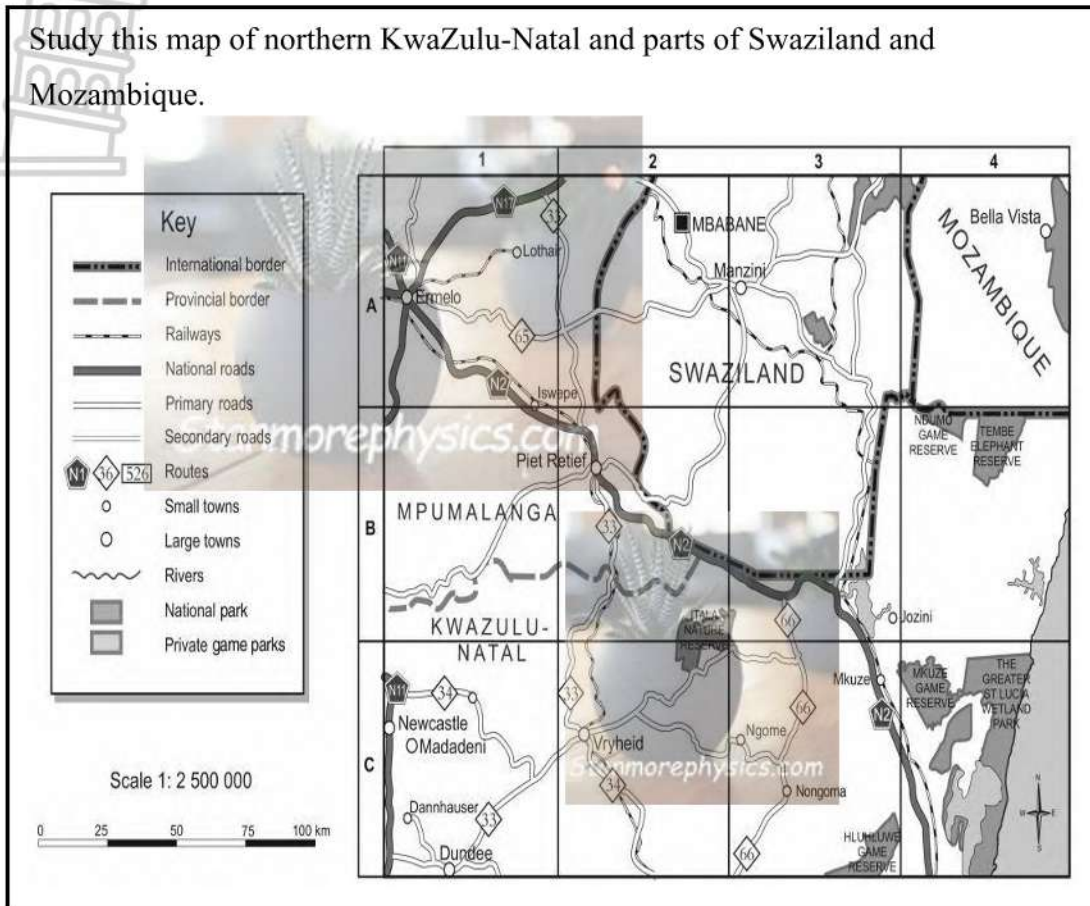 Study this map of northern KwaZulu-Natal and parts of Swaziland and
Mozambique.
Key
International border
Provincial border
Railways
National roads
Primary roads
Secondary roads
N1 36 526 Routes
Small towns
Large towns
Rivers
National park
Private game parks
Scale 1: 2 500 000
0 25 50 75 100 km
1 2 3 4
A
B
C
N17
33
N11
Lothair
Ermelo
65
N2
Iswepe
MBABANE
Manzini
SWAZILAND
Bella Vista
MOZAMBIQUE
Stanmorephysics.com
Piet Retief
NDUMO
GAME
RESERVE
TEMBE
ELEPHANT
RESERVE
MPUMALANGA
33
N2
KWAZULU-
NATAL
ITALA
NATURE
RESERVE
66
Jozini
N11
34
33
Newcastle
Madadeni
Vryheid
Ngome
66
Mkuze
N2
MKUZE
GAME
RESERVE
THE
GREATER
ST LUCIA
WETLAND
PARK
Stanmorephysics.com
Dannhauser
33
34
Nongoma
Dundee
66
HLUHLUWE
GAME
RESERVE
N
W E
S